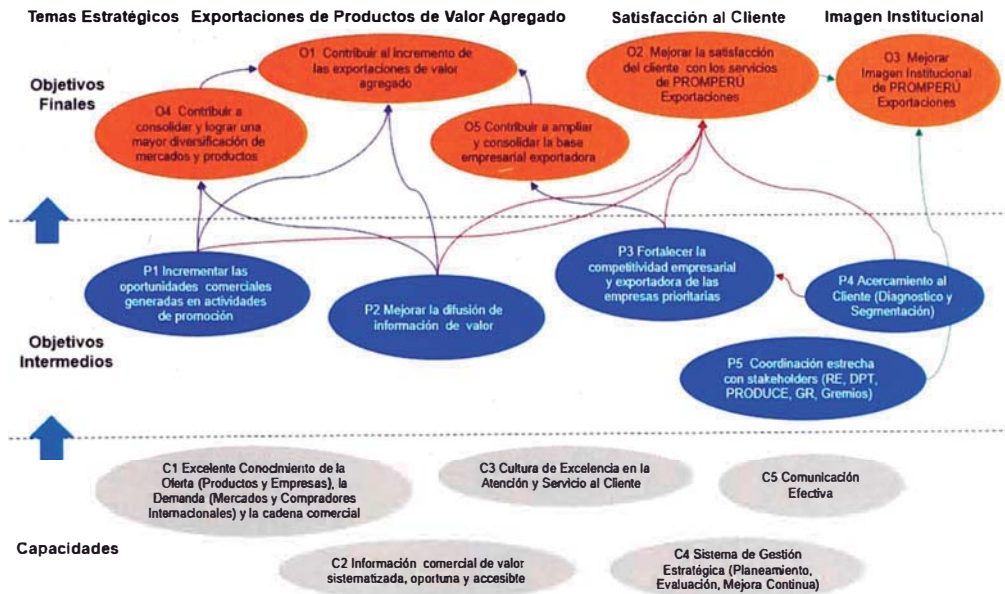 Temas Estratégicos
Exportaciones de Productos de Valor Agregado
Satisfacción al Cliente
Imagen Institucional
Objetivos
Finales
O1 Contribuir al incremento de
las exportaciones de valor
agregado
O2 Mejorar la satisfacción
del cliente con los servicios
de PROMPERÚ
Exportaciones
O3 Mejorar
Imagen Institucional
de PROMPERÚ
Exportaciones
O4 Contribuir a
consolidar y lograr una
mayor diversificación de
mercados y productos
O5 Contribuir a ampliar
y consolidar la base
empresarial exportadora
Objetivos
Intermedios
P1 Incrementar las
oportunidades comerciales
generadas en actividades
de promoción
P2 Mejorar la difusión de
información de valor
P3 Fortalecer la
competitividad empresarial
y exportadora de las
empresas prioritarias
P4 Acercamiento al
Cliente (Diagnostico y
Segmentación)
P5 Coordinación estrecha
con stakeholders (RE, DPT,
PRODUCE, GR, Gremios)
Capacidades
C1 Excelente Conocimiento de la
Oferta (Productos y Empresas), la
Demanda (Mercados y Compradores
Internacionales) y la cadena comercial
C3 Cultura de Excelencia en la
Atención y Servicio al Cliente
C5 Comunicación
Efectiva
C2 Información comercial de valor
sistematizada, oportuna y accesible
C4 Sistema de Gestión
Estratégica (Planeamiento,
Evaluación, Mejora Continua)